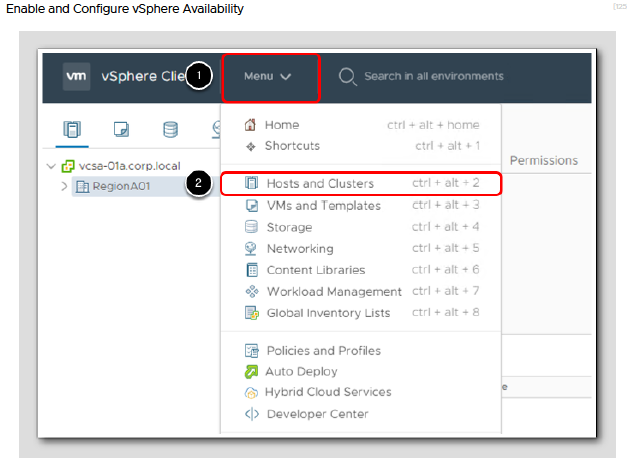 Enable and Configure vSphere Availability
[125
vm vSphere Clie 1 Menu Search in all environments
Home ctrl + alt + home
Shortcuts ctrl + alt + 1
Permissions
vcsa-01a.corp.local
RegionA01
2 Hosts and Clusters ctrl + alt + 2
VMs and Templates ctrl + alt + 3
Storage ctrl + alt + 4
Networking ctrl + alt + 5
Content Libraries ctrl + alt + 6
Workload Management ctrl + alt + 7
Global Inventory Lists ctrl + alt + 8
Policies and Profiles
Auto Deploy
Hybrid Cloud Services
Developer Center